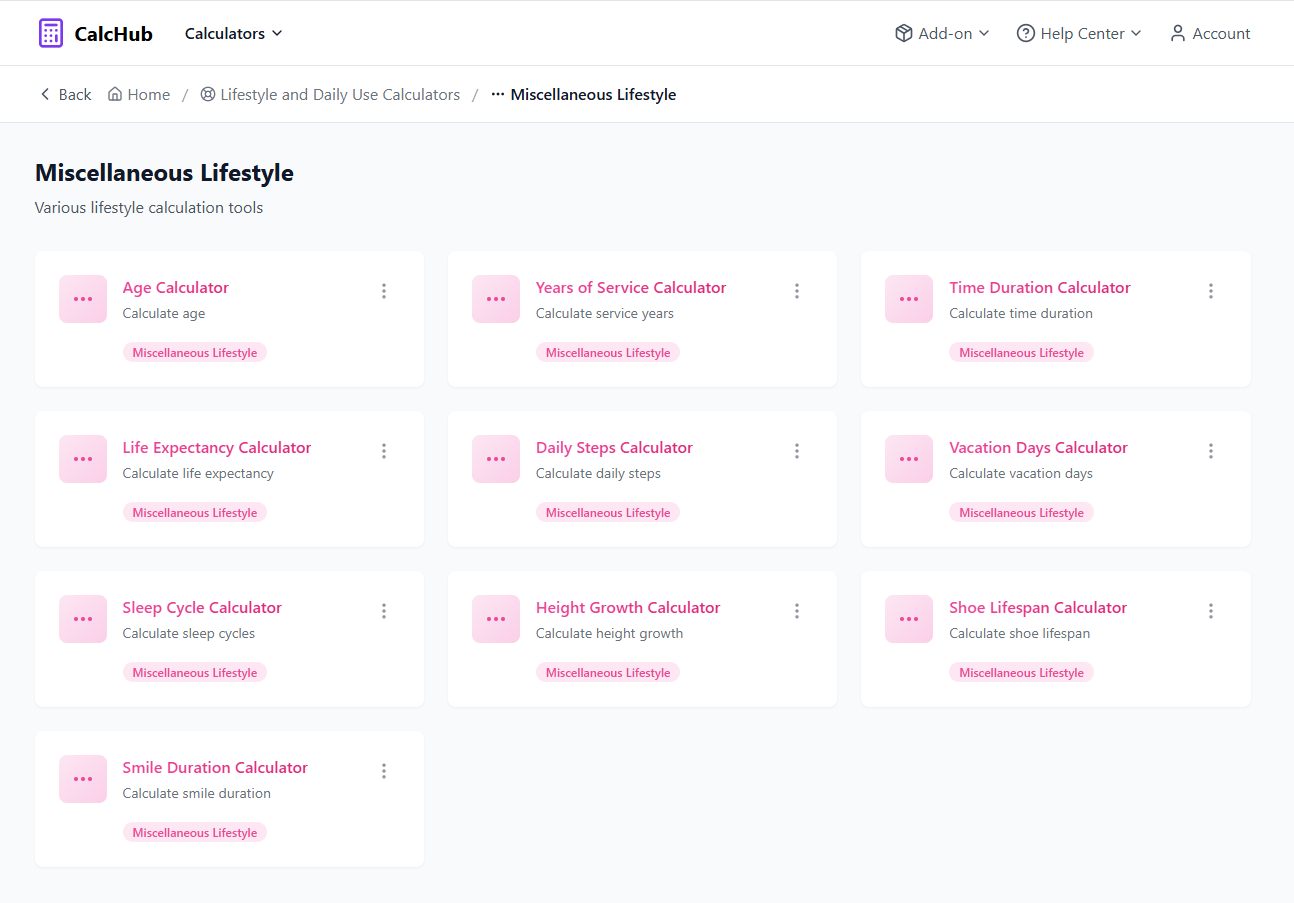 CalcHub Calculators Add-on Help Center Account
Back Home / Lifestyle and Daily Use Calculators / ··· Miscellaneous Lifestyle
Miscellaneous Lifestyle
Various lifestyle calculation tools
Age Calculator
Calculate age
Miscellaneous Lifestyle
Years of Service Calculator
Calculate service years
Miscellaneous Lifestyle
Time Duration Calculator
Calculate time duration
Miscellaneous Lifestyle
Life Expectancy Calculator
Calculate life expectancy
Miscellaneous Lifestyle
Daily Steps Calculator
Calculate daily steps
Miscellaneous Lifestyle
Vacation Days Calculator
Calculate vacation days
Miscellaneous Lifestyle
Sleep Cycle Calculator
Calculate sleep cycles
Miscellaneous Lifestyle
Height Growth Calculator
Calculate height growth
Miscellaneous Lifestyle
Shoe Lifespan Calculator
Calculate shoe lifespan
Miscellaneous Lifestyle
Smile Duration Calculator
Calculate smile duration
Miscellaneous Lifestyle